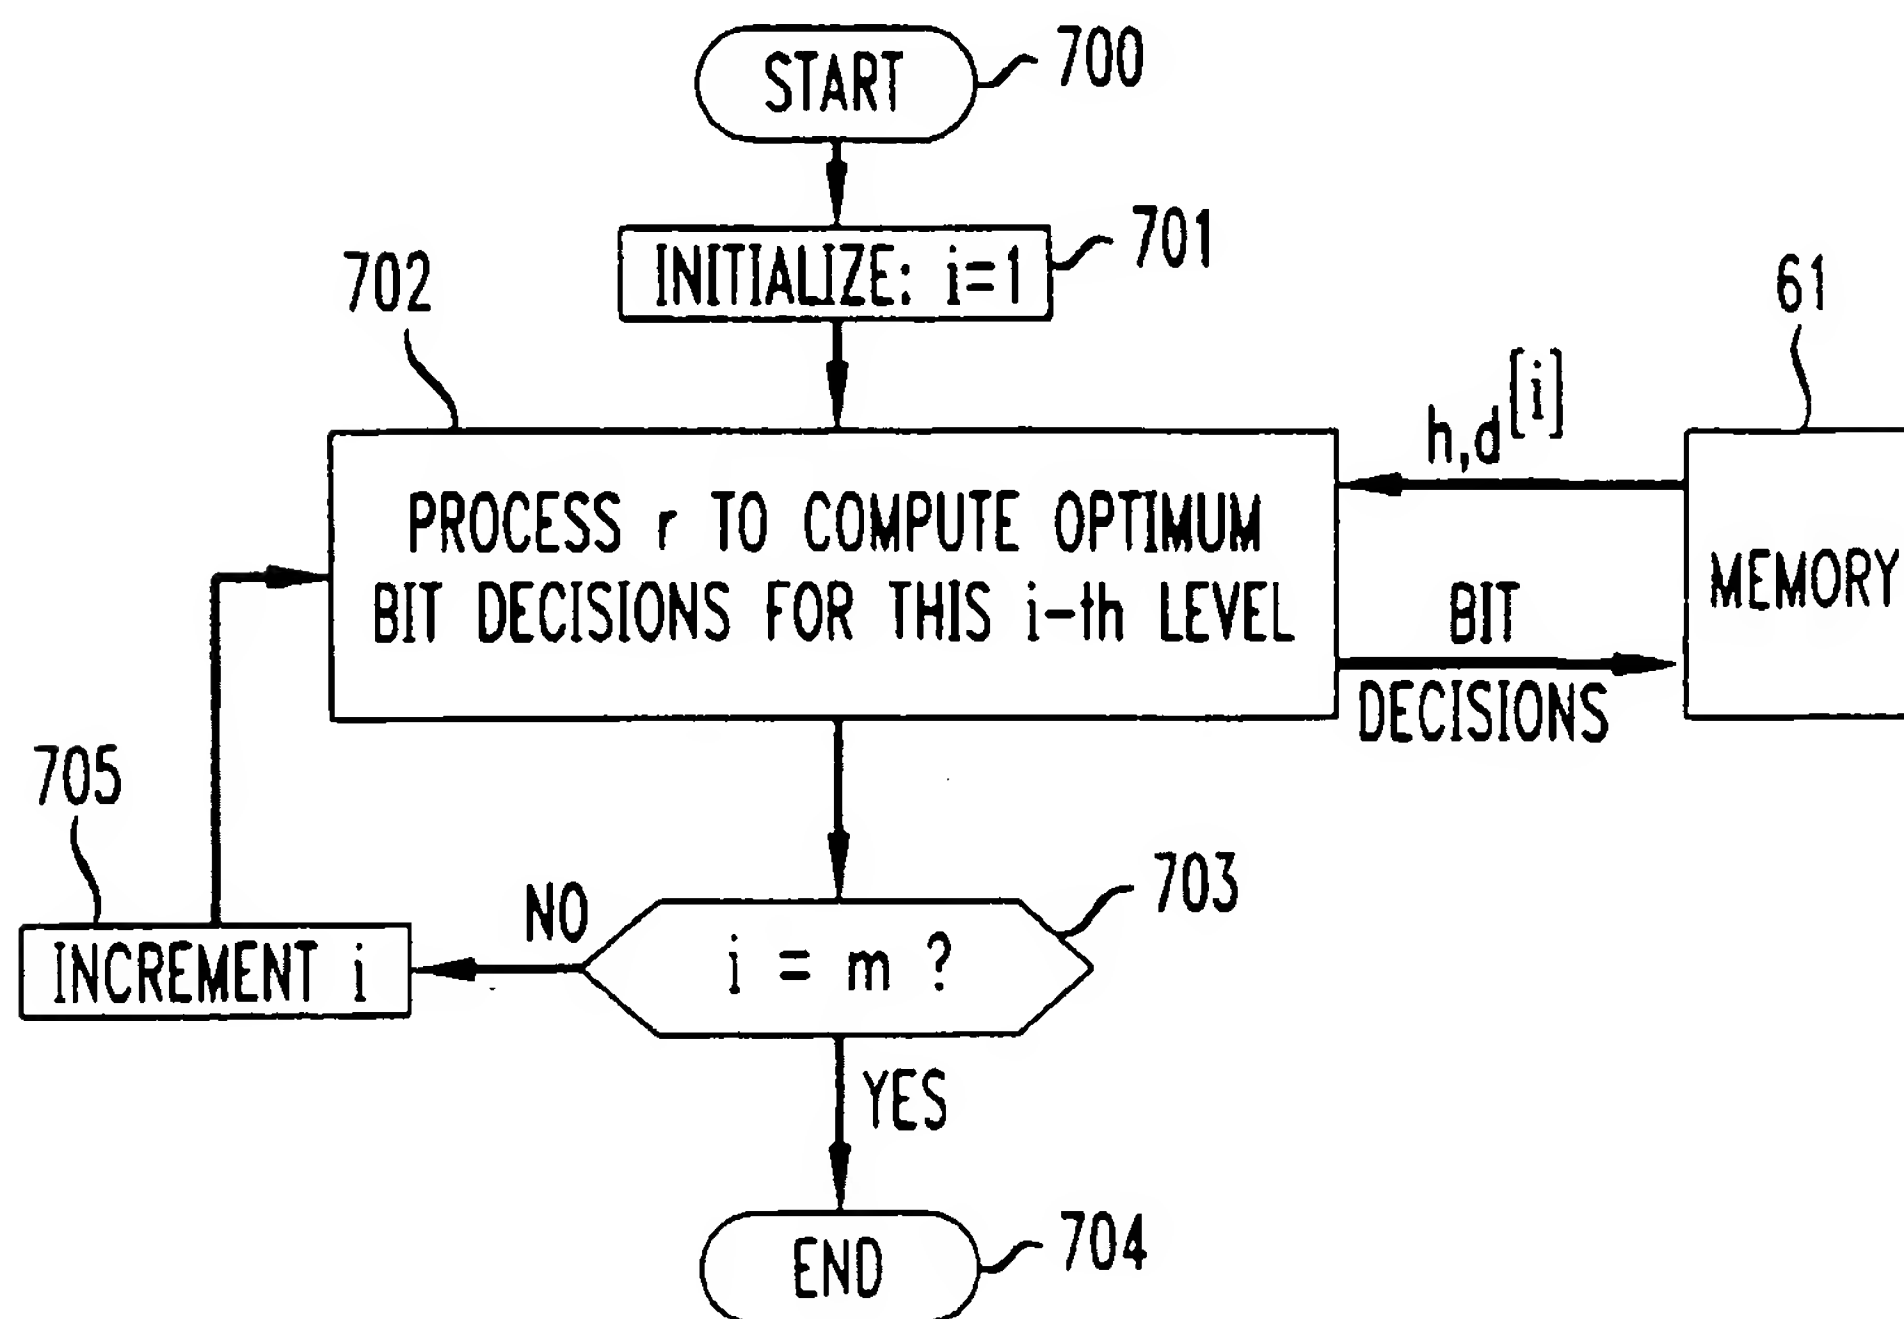 START
700
INITIALIZE: i=1
701
702
61
h,d[i]
PROCESS r TO COMPUTE OPTIMUM
BIT DECISIONS FOR THIS i-th LEVEL
MEMORY
BIT
DECISIONS
705
INCREMENT i
NO
i = m ?
703
YES
END
704